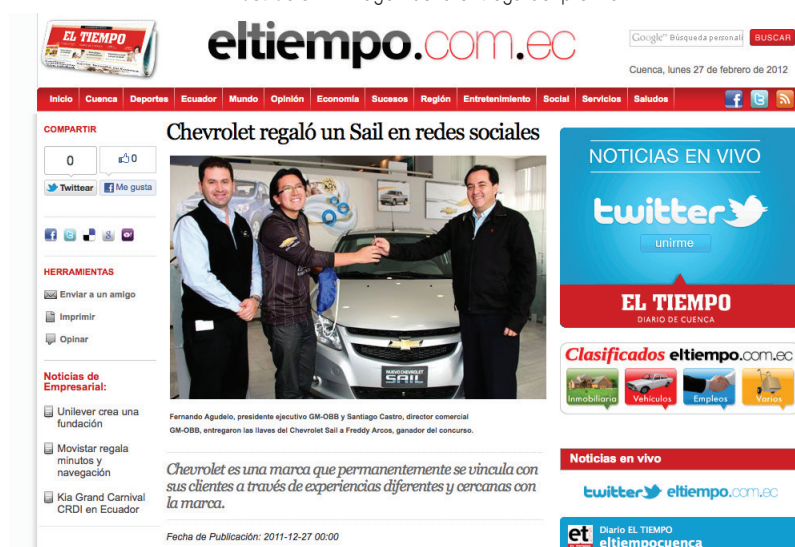 EL TIEMPO
eltiempo.com.ec
Google™ Búsqueda personali
BUSCAR
Cuenca, lunes 27 de febrero de 2012
Inicio Cuenca Deportes Ecuador Mundo Opinión Economía Sucesos Región Entretenimiento Social Servicios Saludos
COMPARTIR
0
0
Twittear
Me gusta
HERRAMIENTAS
Enviar a un amigo
Imprimir
Opinar
Noticias de
Empresarial:
Unilever crea una
fundación
Movistar regala
minutos y
navegación
Kia Grand Carnival
CRDI en Ecuador
Chevrolet regaló un Sail en redes sociales
NUEVO CHEVROLET
SAIL
Fernando Agudelo, presidente ejecutivo GM-OBB y Santiago Castro, director comercial
GM-OBB, entregaron las llaves del Chevrolet Sail a Freddy Arcos, ganador del concurso.
Chevrolet es una marca que permanentemente se vincula con
sus clientes a través de experiencias diferentes y cercanas con
la marca.
Fecha de Publicación: 2011-12-27 00:00
NOTICIAS EN VIVO
twitter
unirme
EL TIEMPO
DIARIO DE CUENCA
Clasificados eltiempo.com.ec
Inmobiliaria
Vehículos
Empleos
Varios
Noticias en vivo
twitter eltiempo.com.ec
et
Diario EL TIEMPO
eltiempocuenca